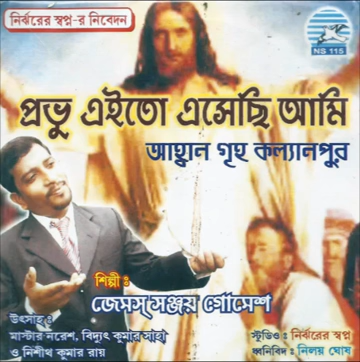 নির্ঝরের স্বপ্ন-র নিবেদন
NS 115
প্রভু এইতো এসেছি আমি
আহ্বান গৃহ কল্যানপুর
শিল্পী ঃ
জেমস্ সঞ্জয় গোমেশ
উৎসাহ ঃ
মাস্টার নরেশ, বিদ্যুৎ কুমার সাহা
ও নিশীথ কুমার রায়
স্টুডিও ঃ নির্ঝরের স্বপ্ন
ধ্বনিবিদ ঃ নিলয় ঘোষ